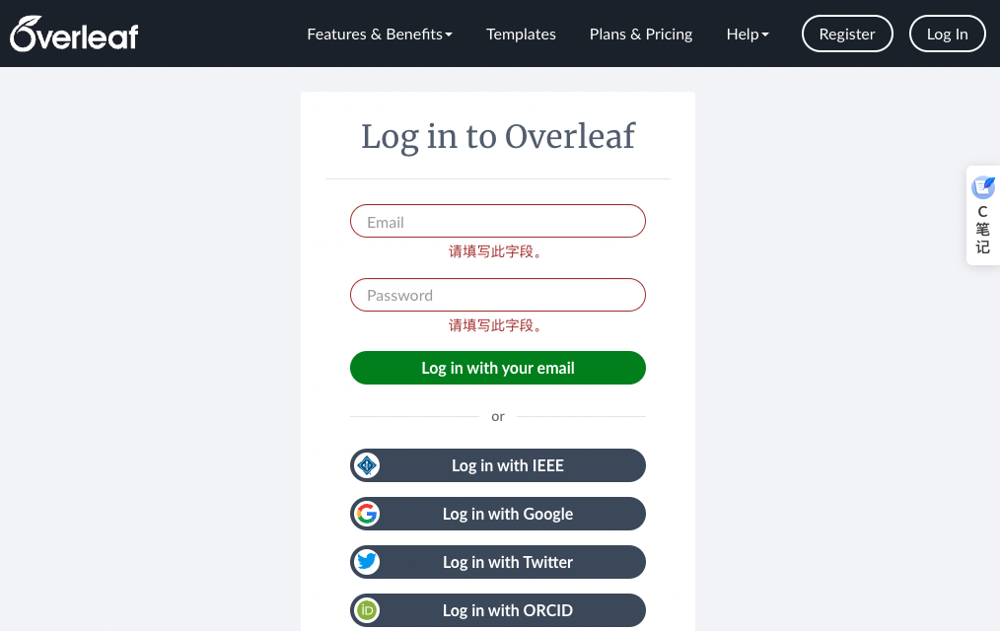 Overleaf
Features & Benefits
Templates
Plans & Pricing
Help
Register
Log In
Log in to Overleaf
Email
请填写此字段。
Password
请填写此字段。
Log in with your email
or
Log in with IEEE
Log in with Google
Log in with Twitter
iD
Log in with ORCID
C
笔
记